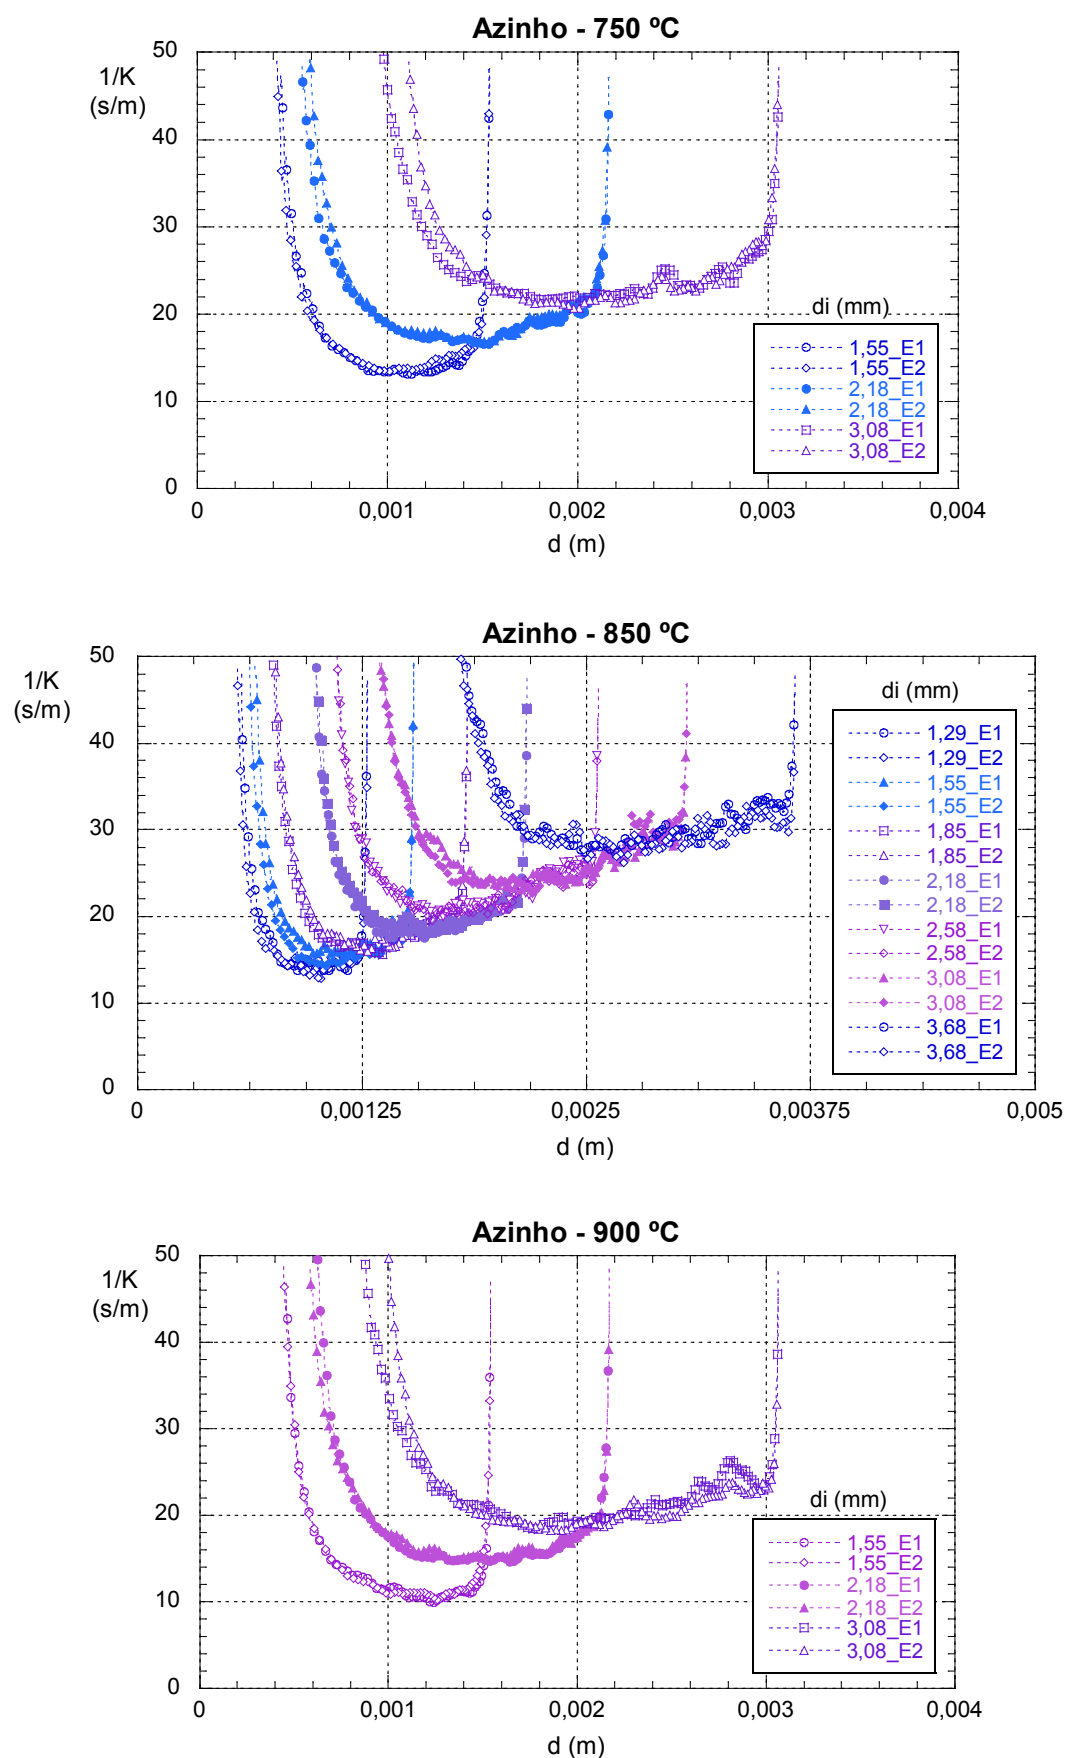 Azinho - 750 ºC
1/K
(s/m)
50
40
30
20
10
0
di (mm)
1,55_E1
1,55_E2
2,18_E1
2,18_E2
3,08_E1
3,08_E2
0 0,001 0,002 0,003 0,004
d (m)
Azinho - 850 ºC
1/K
(s/m)
50
40
30
20
10
0
di (mm)
1,29_E1
1,29_E2
1,55_E1
1,55_E2
1,85_E1
1,85_E2
2,18_E1
2,18_E2
2,58_E1
2,58_E2
3,08_E1
3,08_E2
3,68_E1
3,68_E2
0 0,00125 0,0025 0,00375 0,005
d (m)
Azinho - 900 ºC
1/K
(s/m)
50
40
30
20
10
0
di (mm)
1,55_E1
1,55_E2
2,18_E1
2,18_E2
3,08_E1
3,08_E2
0 0,001 0,002 0,003 0,004
d (m)